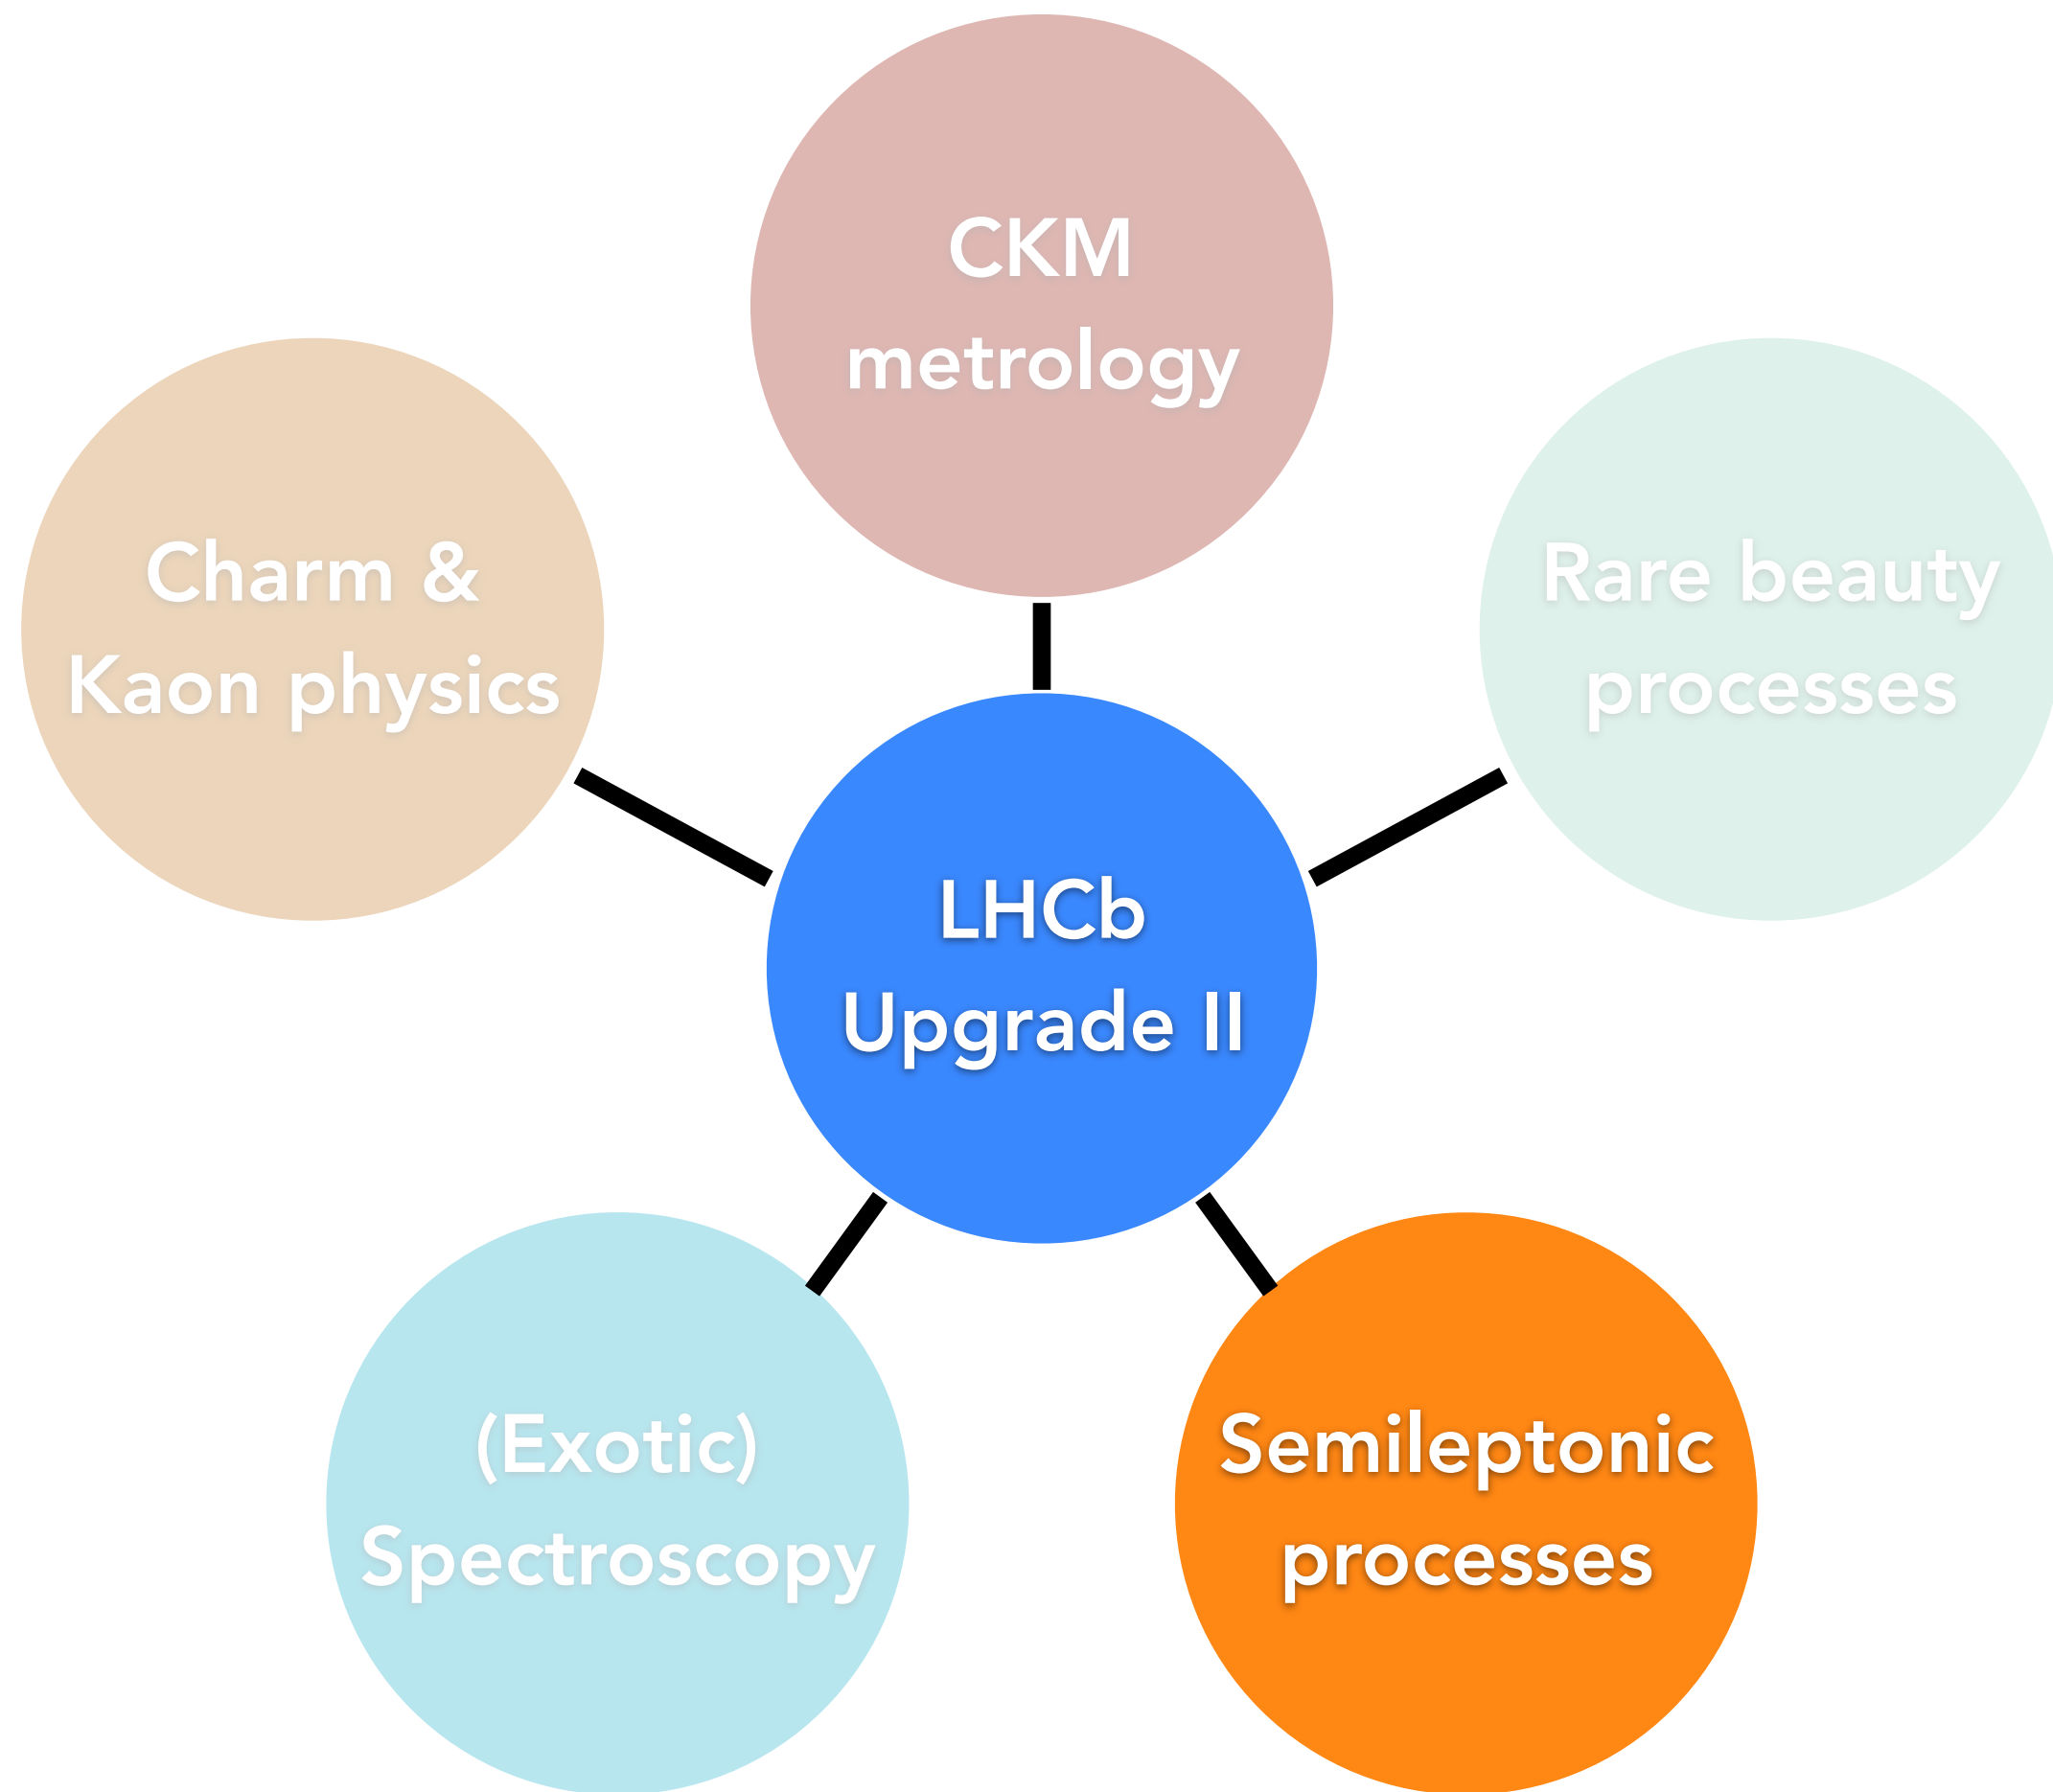 CKM
metrology
Charm &
Kaon physics
Rare beauty
processes
LHCb
Upgrade II
(Exotic)
Spectroscopy
Semileptonic
processes